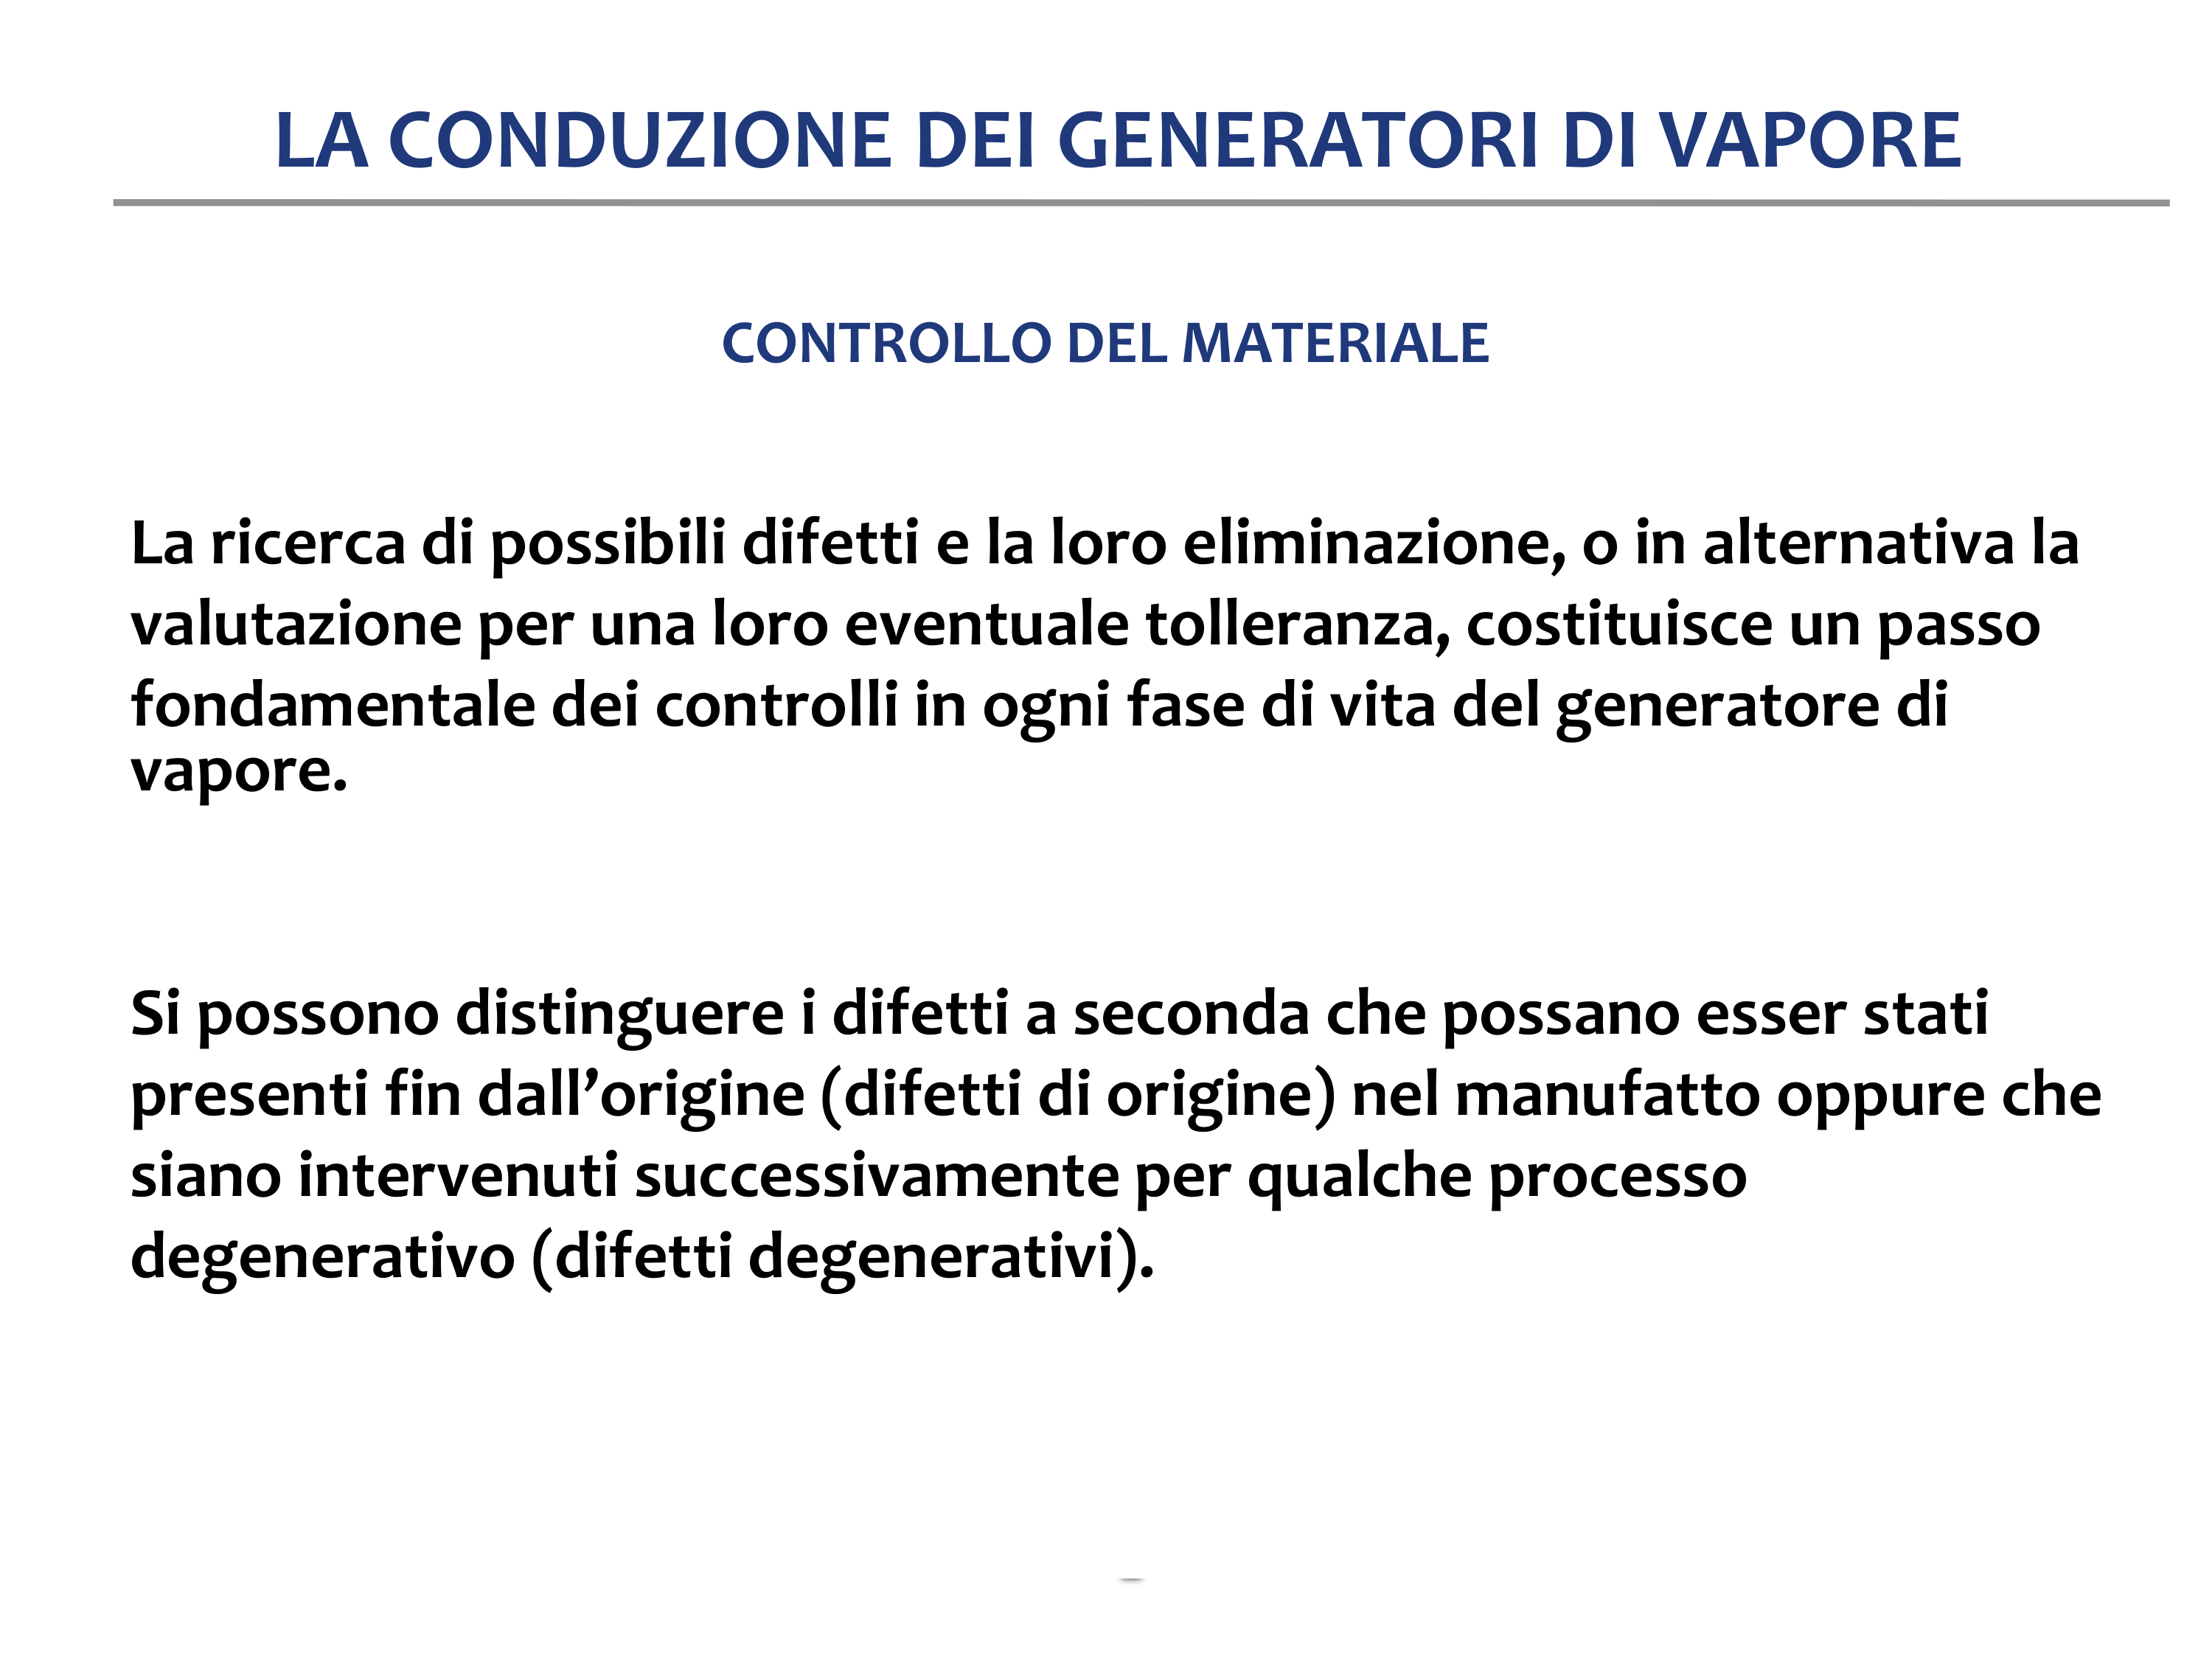 LA CONDUZIONE DEI GENERATORI DI VAPORE
CONTROLLO DEL MATERIALE
La ricerca di possibili difetti e la loro eliminazione, o in alternativa la
valutazione per una loro eventuale tolleranza, costituisce un passo
fondamentale dei controlli in ogni fase di vita del generatore di
vapore.
Si possono distinguere i difetti a seconda che possano esser stati
presenti fin dall’origine (difetti di origine) nel manufatto oppure che
siano intervenuti successivamente per qualche processo
degenerativo (difetti degenerativi).